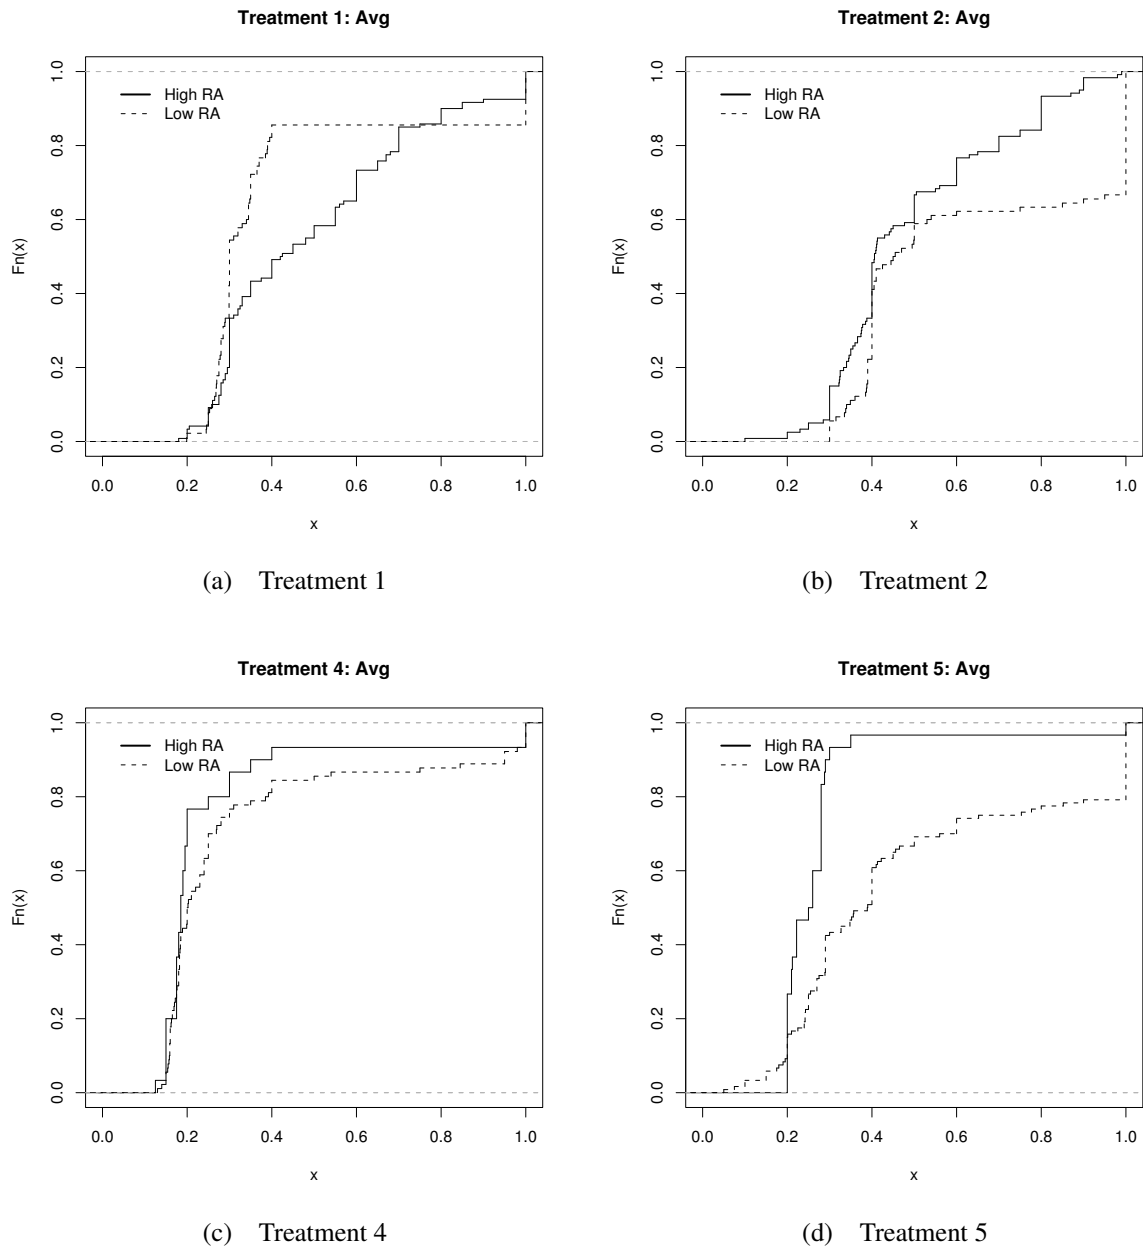 Treatment 1: Avg
1.0
0.8
0.6
0.4
0.2
0.0
Fn(x)
High RA
Low RA
0.0 0.2 0.4 0.6 0.8 1.0
x
(a) Treatment 1
Treatment 2: Avg
1.0
0.8
0.6
0.4
0.2
0.0
Fn(x)
High RA
Low RA
0.0 0.2 0.4 0.6 0.8 1.0
x
(b) Treatment 2
Treatment 4: Avg
1.0
0.8
0.6
0.4
0.2
0.0
Fn(x)
High RA
Low RA
0.0 0.2 0.4 0.6 0.8 1.0
x
(c) Treatment 4
Treatment 5: Avg
1.0
0.8
0.6
0.4
0.2
0.0
Fn(x)
High RA
Low RA
0.0 0.2 0.4 0.6 0.8 1.0
x
(d) Treatment 5